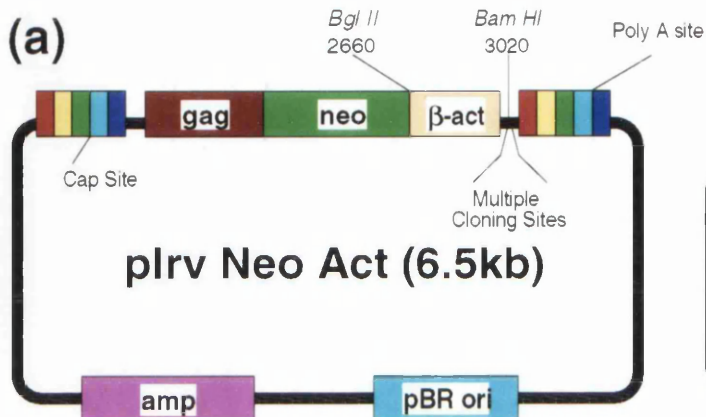 (a)
Bgl II
2660
Bam HI
3020
Poly A site
gag
neo
β-act
Cap Site
Multiple
Cloning Sites
pIrv Neo Act (6.5kb)
amp
pBR ori